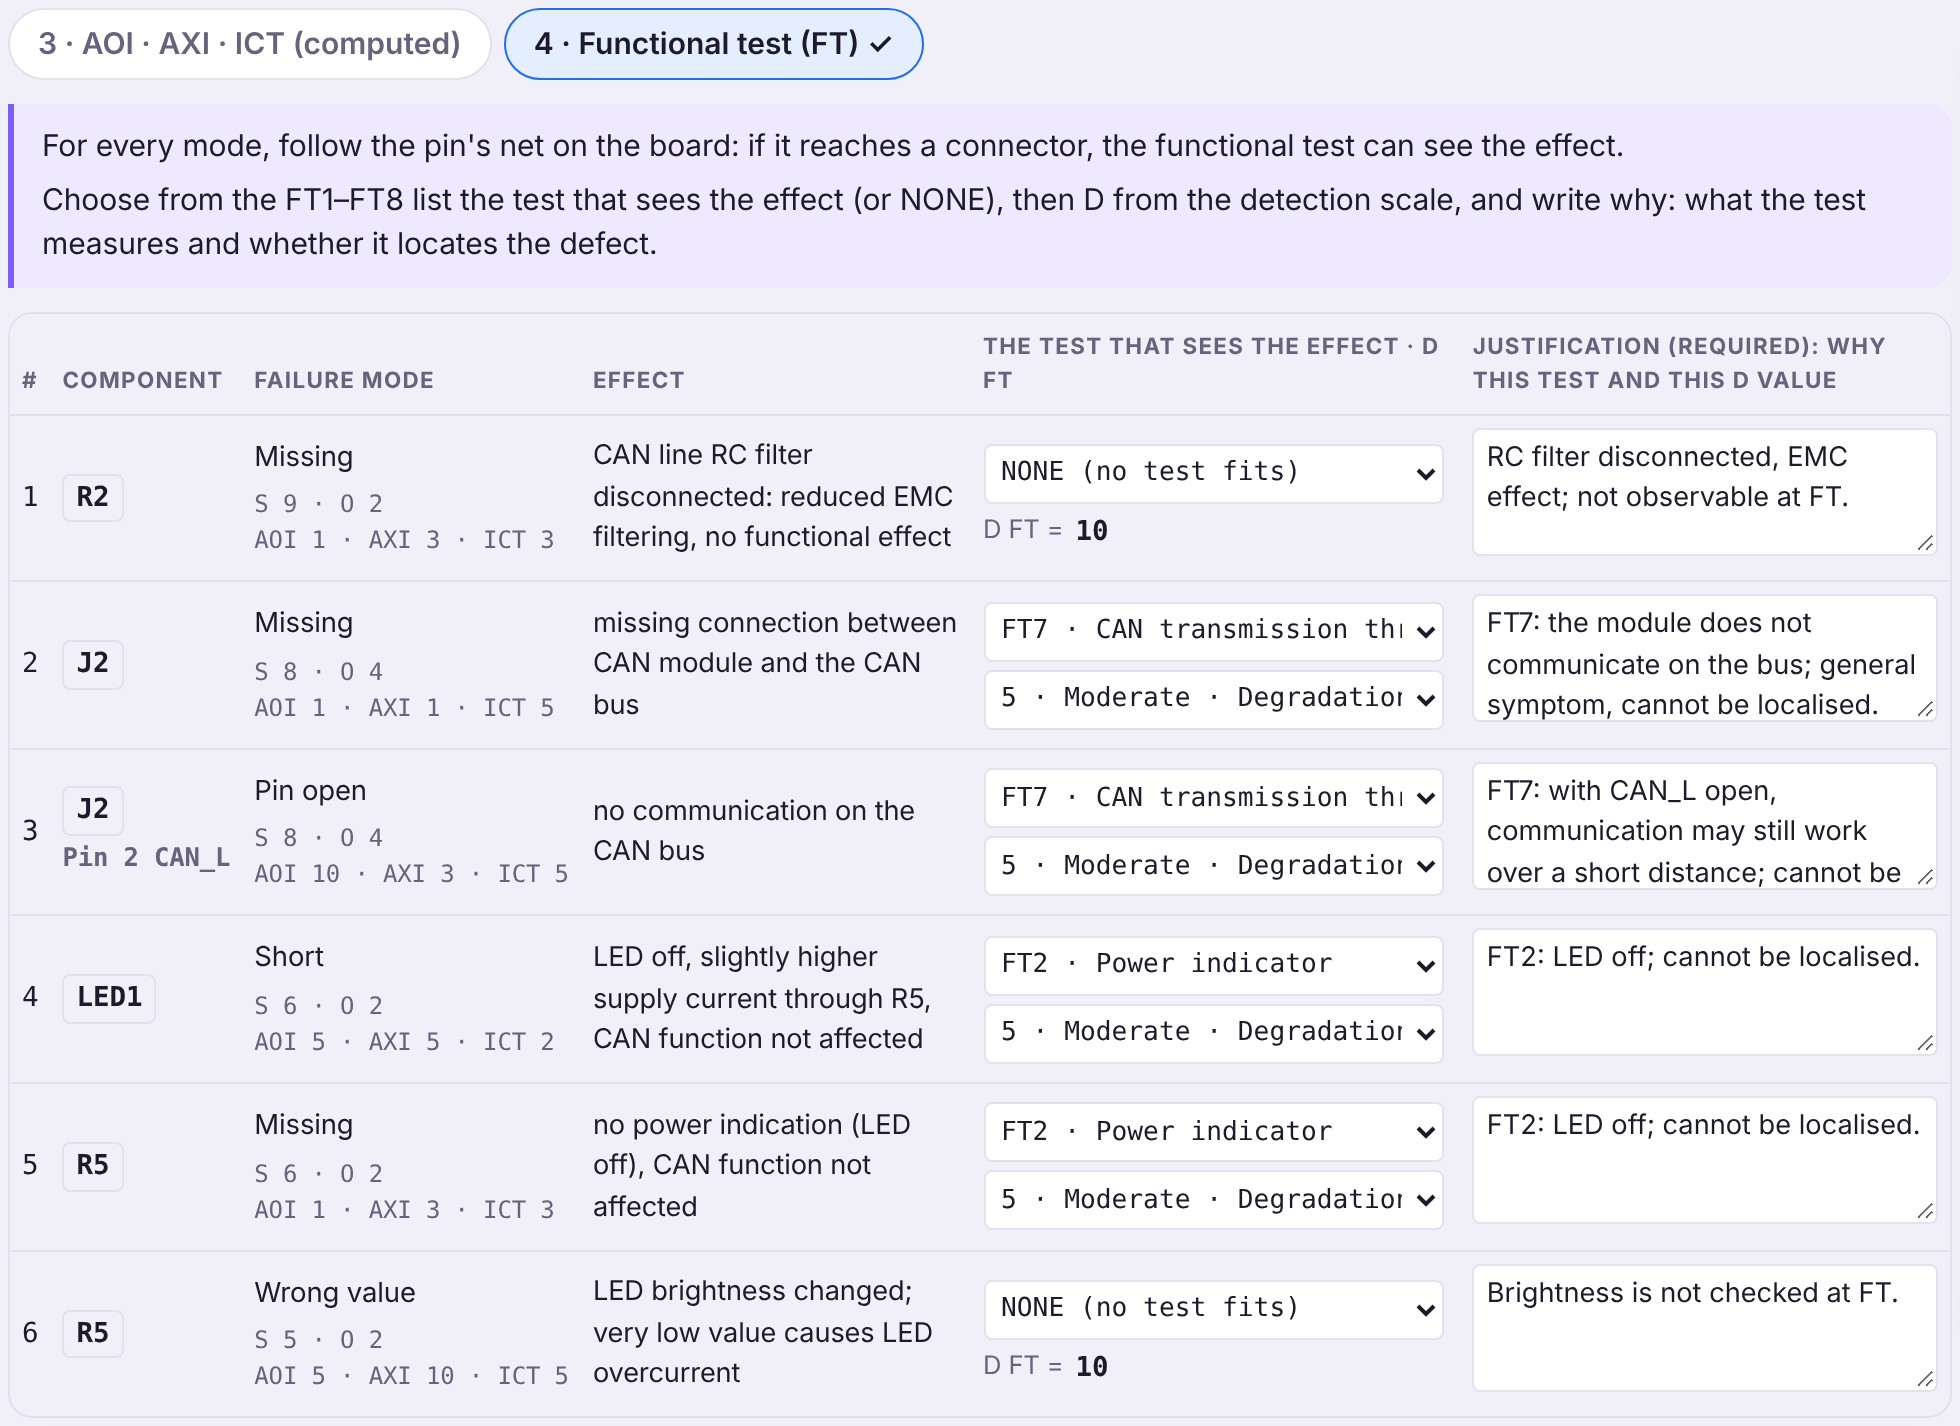 3 · AOI · AXI · ICT (computed)
4 · Functional test (FT) ✓
For every mode, follow the pin's net on the board: if it reaches a connector, the functional test can see the effect.
Choose from the FT1–FT8 list the test that sees the effect (or NONE), then D from the detection scale, and write why: what the test
measures and whether it locates the defect.
#
COMPONENT
FAILURE MODE
EFFECT
THE TEST THAT SEES THE EFFECT · D
FT
JUSTIFICATION (REQUIRED): WHY
THIS TEST AND THIS D VALUE
1
R2
Missing
S 9 · O 2
AOI 1 · AXI 3 · ICT 3
CAN line RC filter
disconnected: reduced EMC
filtering, no functional effect
NONE (no test fits)
D FT = 10
RC filter disconnected, EMC
effect; not observable at FT.
2
J2
Missing
S 8 · O 4
AOI 1 · AXI 1 · ICT 5
missing connection between
CAN module and the CAN
bus
FT7 · CAN transmission thr
5 · Moderate · Degradation
FT7: the module does not
communicate on the bus; general
symptom, cannot be localised.
3
J2
Pin 2 CAN_L
Pin open
S 8 · O 4
AOI 10 · AXI 3 · ICT 5
no communication on the
CAN bus
FT7 · CAN transmission thr
5 · Moderate · Degradation
FT7: with CAN_L open,
communication may still work
over a short distance; cannot be
4
LED1
Short
S 6 · O 2
AOI 5 · AXI 5 · ICT 2
LED off, slightly higher
supply current through R5,
CAN function not affected
FT2 · Power indicator
5 · Moderate · Degradation
FT2: LED off; cannot be localised.
5
R5
Missing
S 6 · O 2
AOI 1 · AXI 3 · ICT 3
no power indication (LED
off), CAN function not
affected
FT2 · Power indicator
5 · Moderate · Degradation
FT2: LED off; cannot be localised.
6
R5
Wrong value
S 5 · O 2
AOI 5 · AXI 10 · ICT 5
LED brightness changed;
very low value causes LED
overcurrent
NONE (no test fits)
D FT = 10
Brightness is not checked at FT.